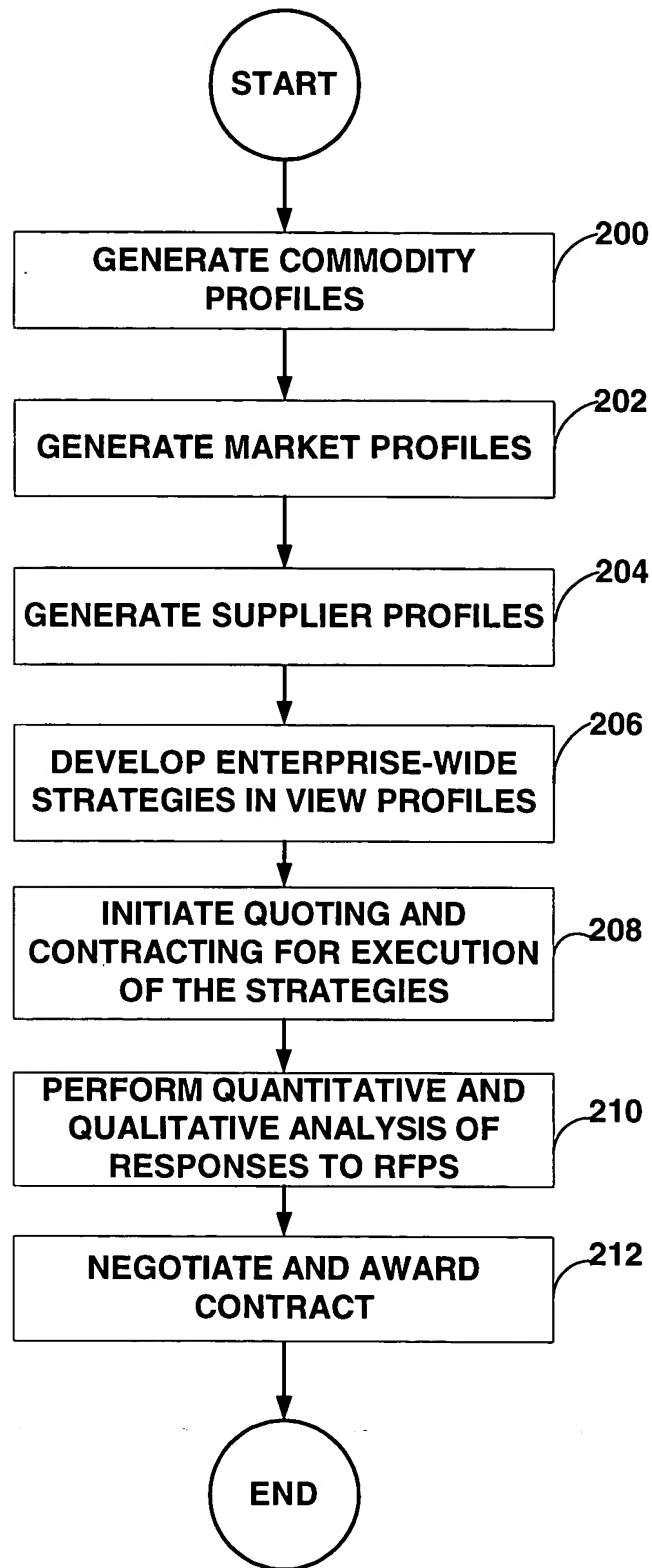 START
200
GENERATE COMMODITY
PROFILES
202
GENERATE MARKET PROFILES
204
GENERATE SUPPLIER PROFILES
206
DEVELOP ENTERPRISE-WIDE
STRATEGIES IN VIEW PROFILES
INITIATE QUOTING AND
CONTRACTING FOR EXECUTION
OF THE STRATEGIES
208
PERFORM QUANTITATIVE AND
QUALITATIVE ANALYSIS OF
RESPONSES TO RFPS
210
NEGOTIATE AND AWARD
CONTRACT
212
END